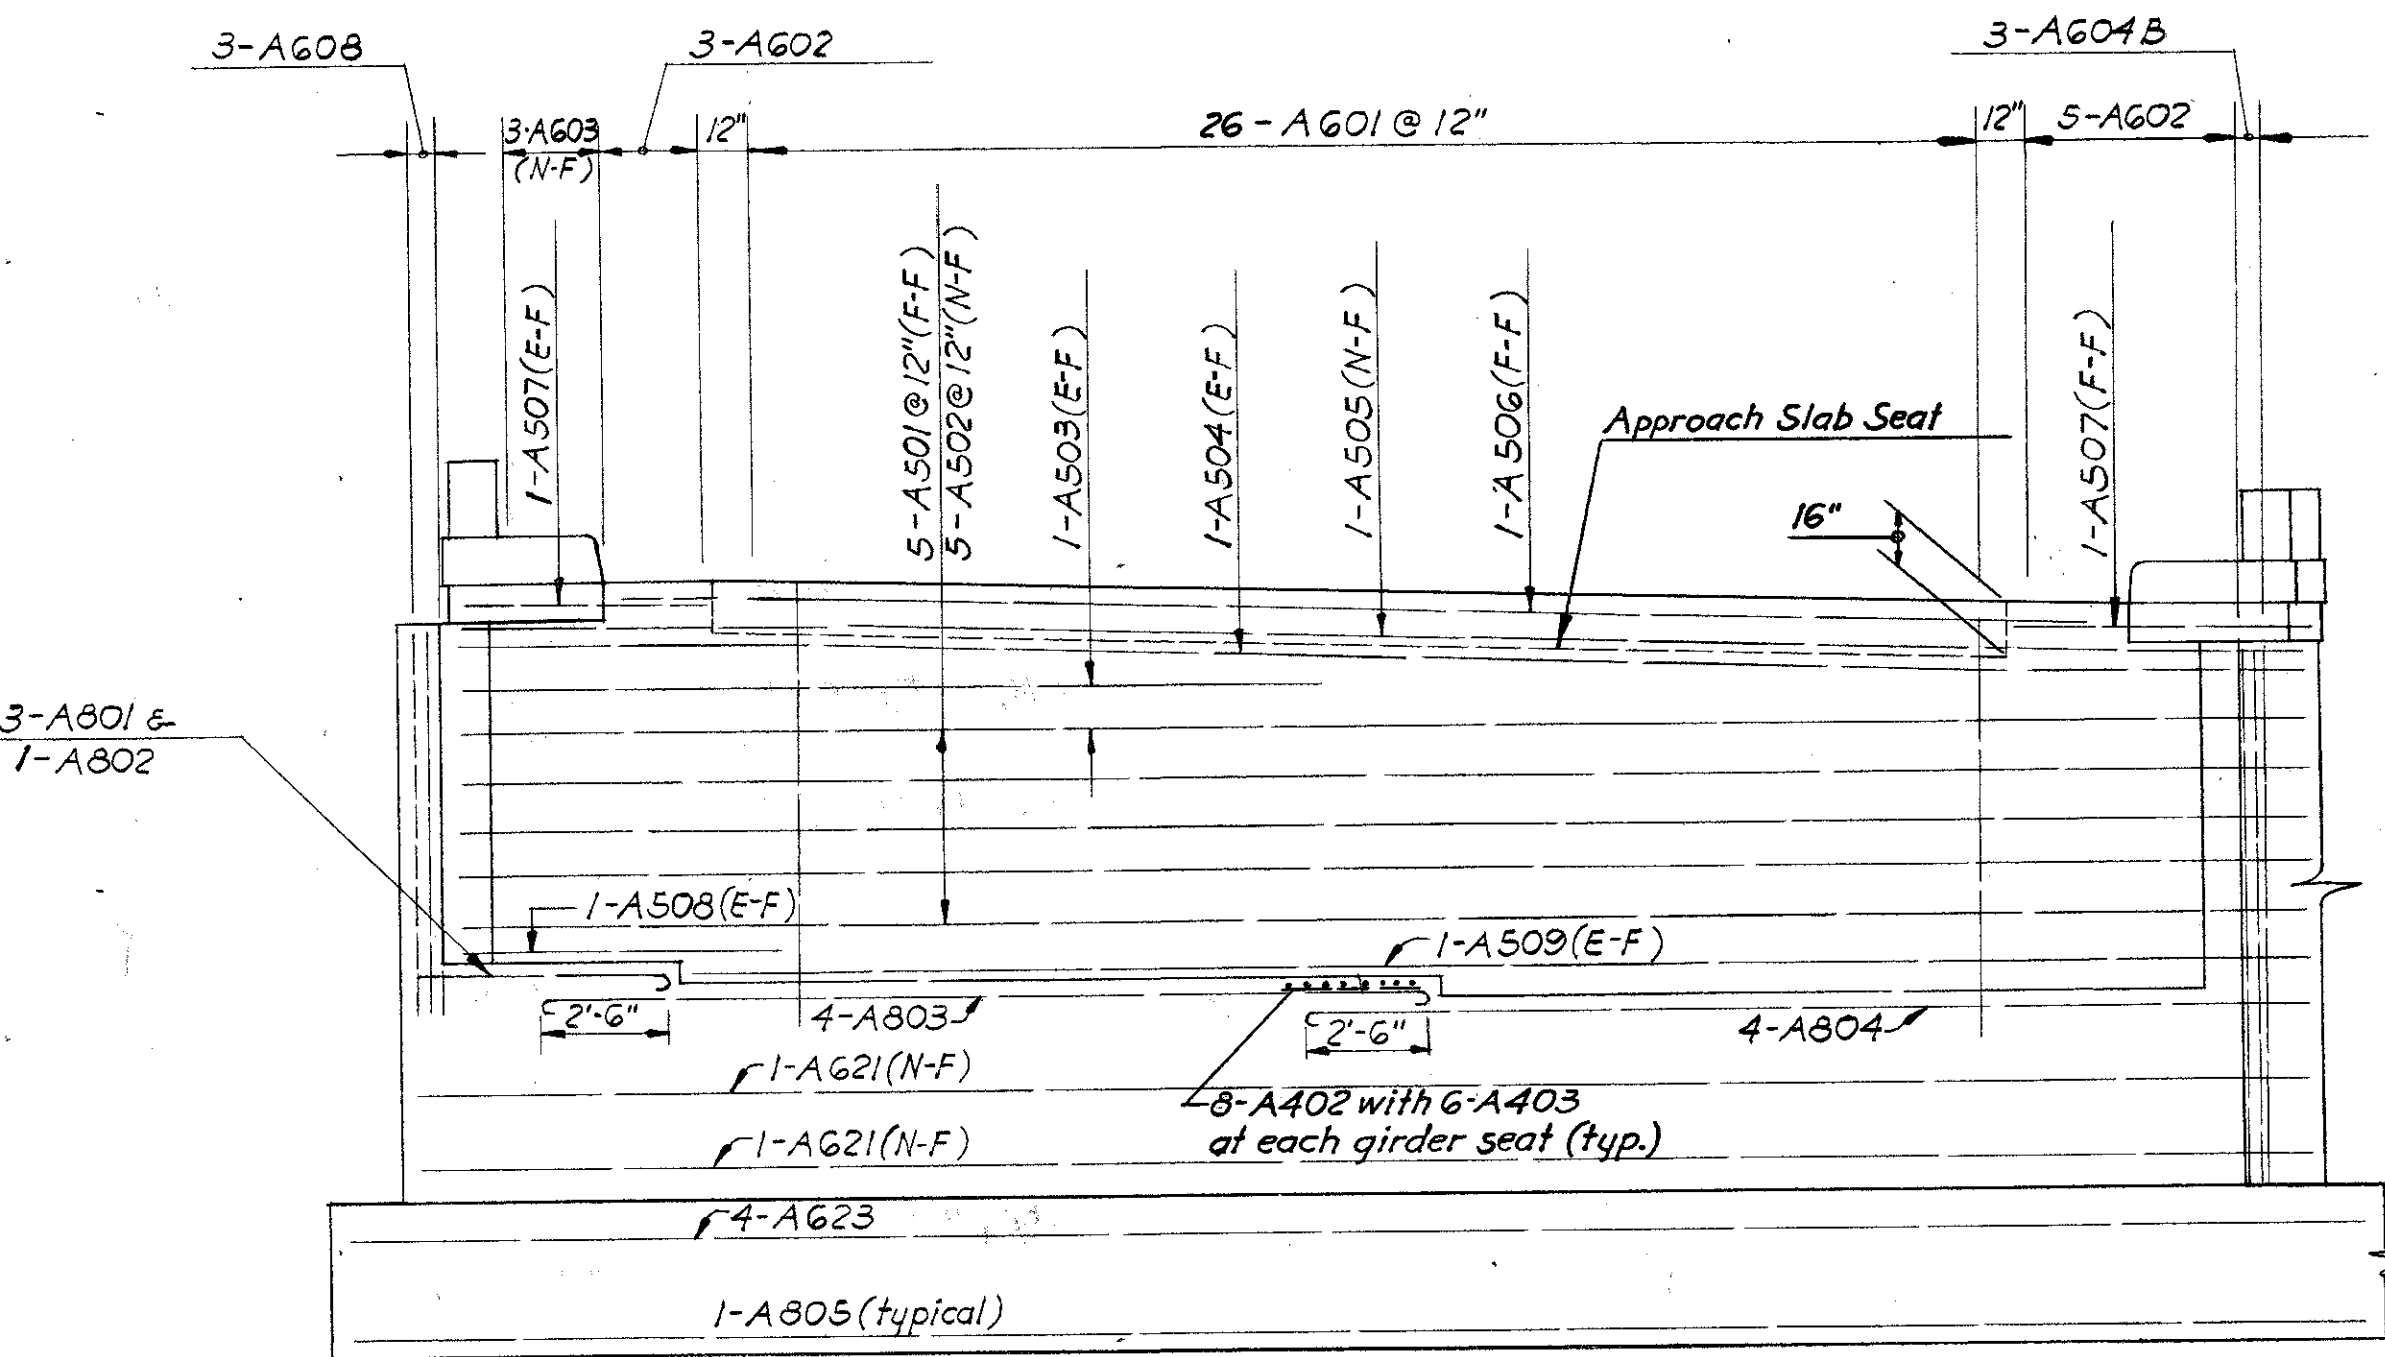 3-A608
3-A602
3-A604B
3-A603
(N-F)
12"
26-A601 @ 12"
12"
5-A602
1-A507(E-F)
5-A501@12"(F-F)
5-A502@12"(N-F)
1-A503(E-F)
1-A504(E-F)
1-A505(N-F)
1-A506(F-F)
1-A507(F-F)
Approach Slab Seat
16"
3-A801 &
1-A802
1-A508(E-F)
1-A509(E-F)
2'-6"
4-A803
2'-6"
4-A804
1-A621(N-F)
8-A402 with 6-A403
at each girder seat (typ.)
1-A621(N-F)
4-A623
1-A805(typical)